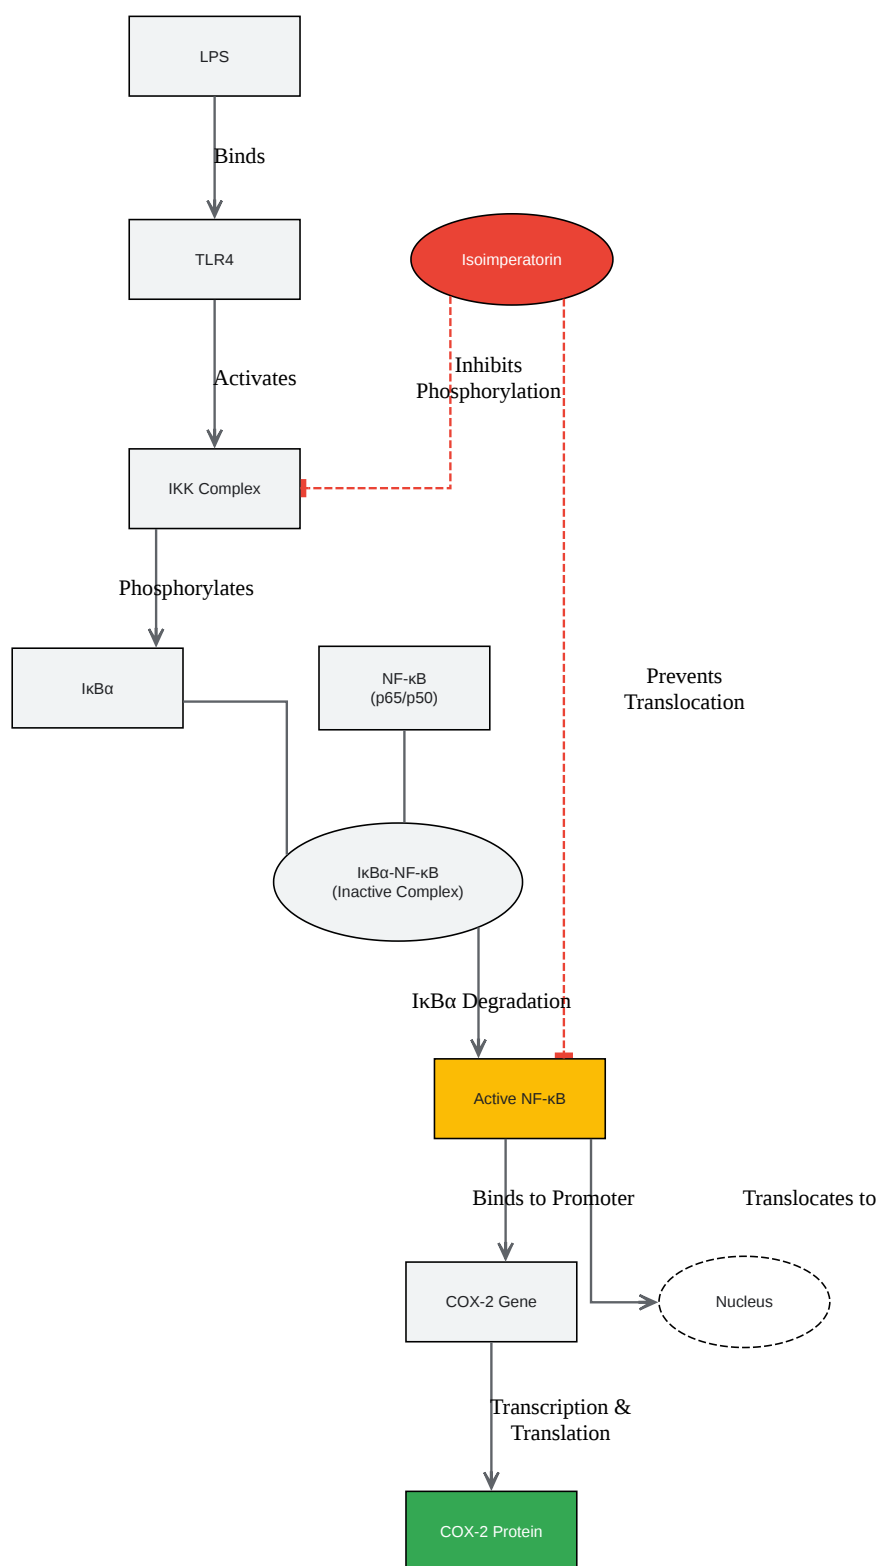 LPS
Binds
TLR4
Isoimperatorin
Inhibits
Phosphorylation
Activates
IKK Complex
Phosphorylates
IκBα
NF-κB
(p65/p50)
Prevents
Translocation
IκBα-NF-κB
(Inactive Complex)
IκBα Degradation
Active NF-κB
Binds to Promoter
Translocates to
COX-2 Gene
Nucleus
Transcription &
Translation
COX-2 Protein